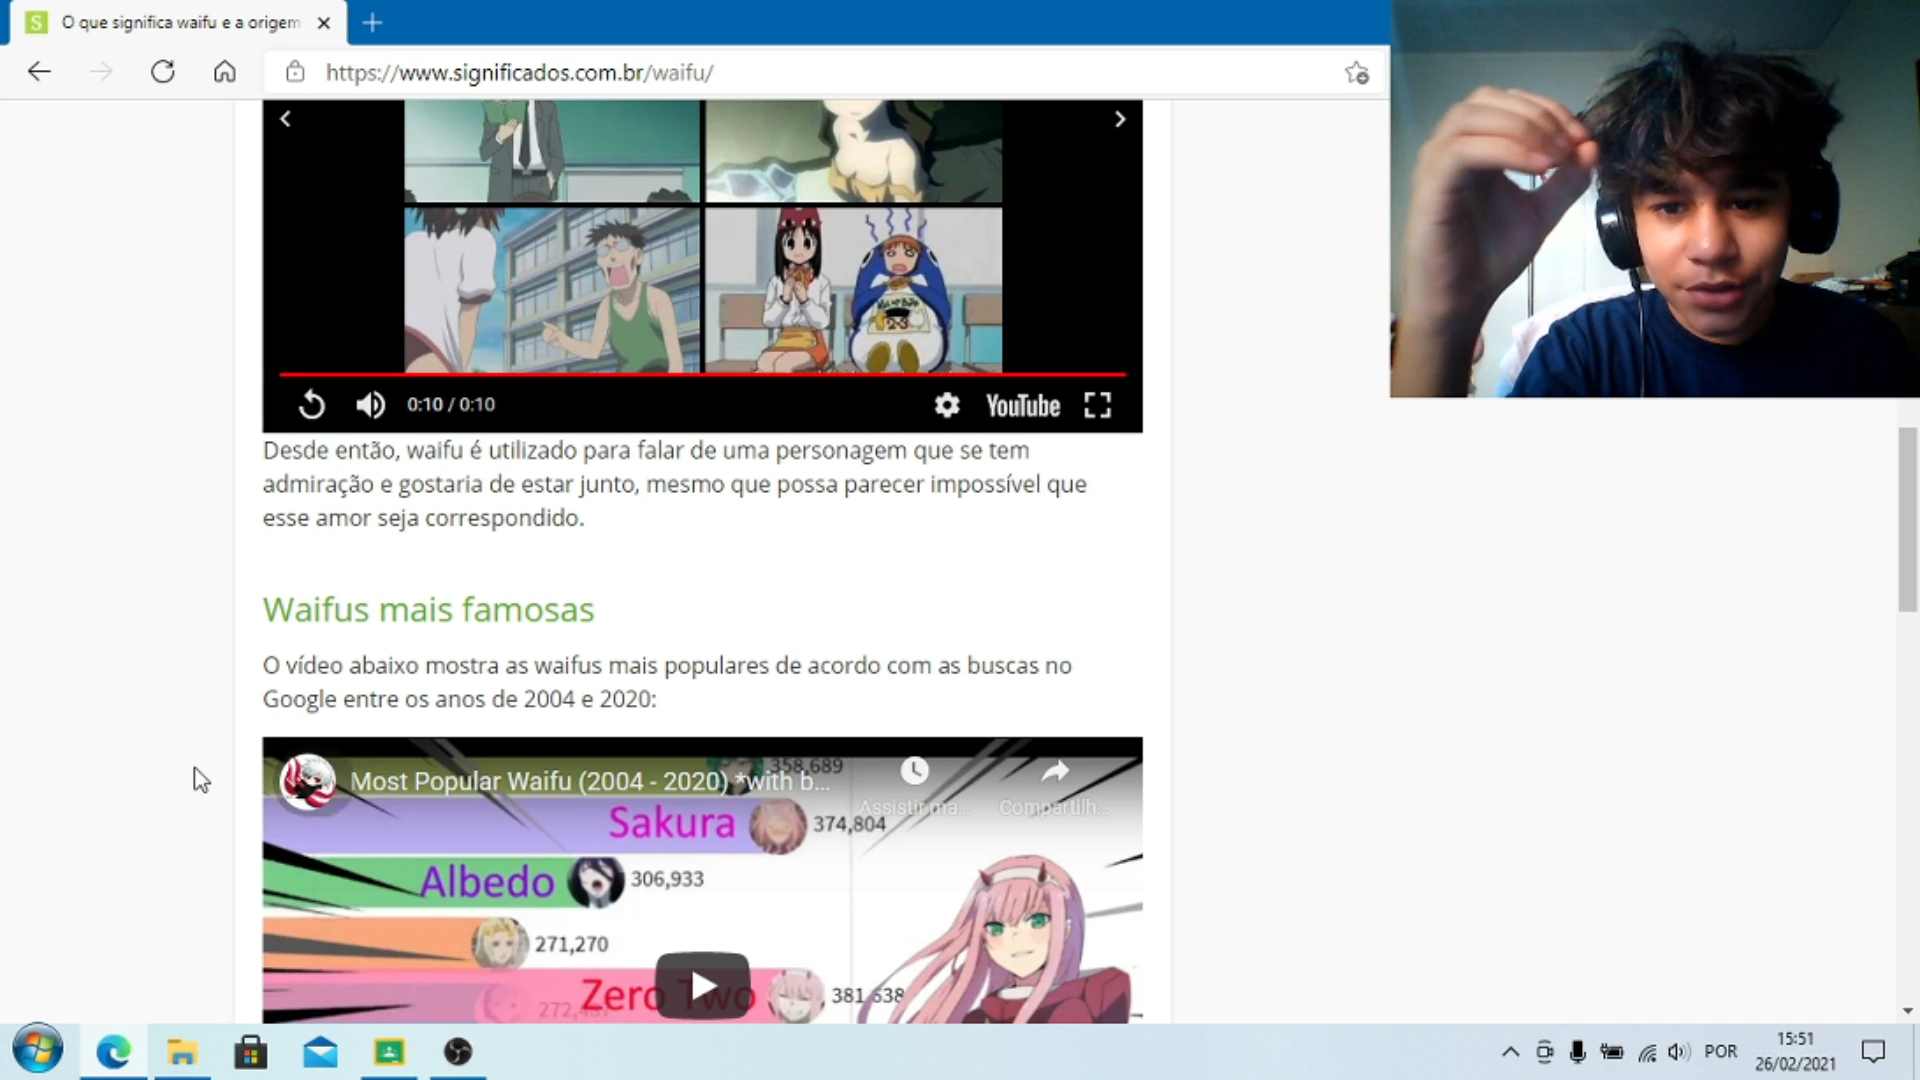 S
O que significa waifu e a origem
https://www.significados.com.br/waifu/
0:10 / 0:10
YouTube
Desde então, waifu é utilizado para falar de uma personagem que se tem
admiração e gostaria de estar junto, mesmo que possa parecer impossível que
esse amor seja correspondido.
Waifus mais famosas
O vídeo abaixo mostra as waifus mais populares de acordo com as buscas no
Google entre os anos de 2004 e 2020:
358,689
Most Popular Waifu (2004 - 2020) *with b...
Assistir ma...
Compartilh...
Sakura
374,804
Albedo
306,933
271,270
Zero Two
381,638
POR
15:51
26/02/2021